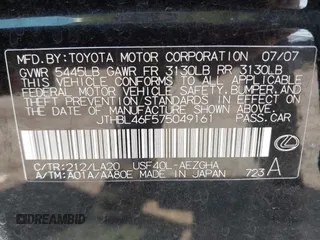 MFD.BY:TOYOTA MOTOR CORPORATION 07/07
GVWR 5445LB GAWR FR 3130LB RR 3130LB
THIS VEHICLE CONFORMS TO ALL APPLICABLE
FEDERAL MOTOR VEHICLE SAFETY,BUMPER,AND
THEFT PREVENTION STANDARDS IN EFFECT ON
THE DATE OF MANUFACTURE SHOWN ABOVE.
JTHBL46F575049161 PASS.CAR
C/TR:212/LA20 USF40L-AEZGHA
A/TM:A01A/AA80E MADE IN JAPAN 723 A
DREAMBID